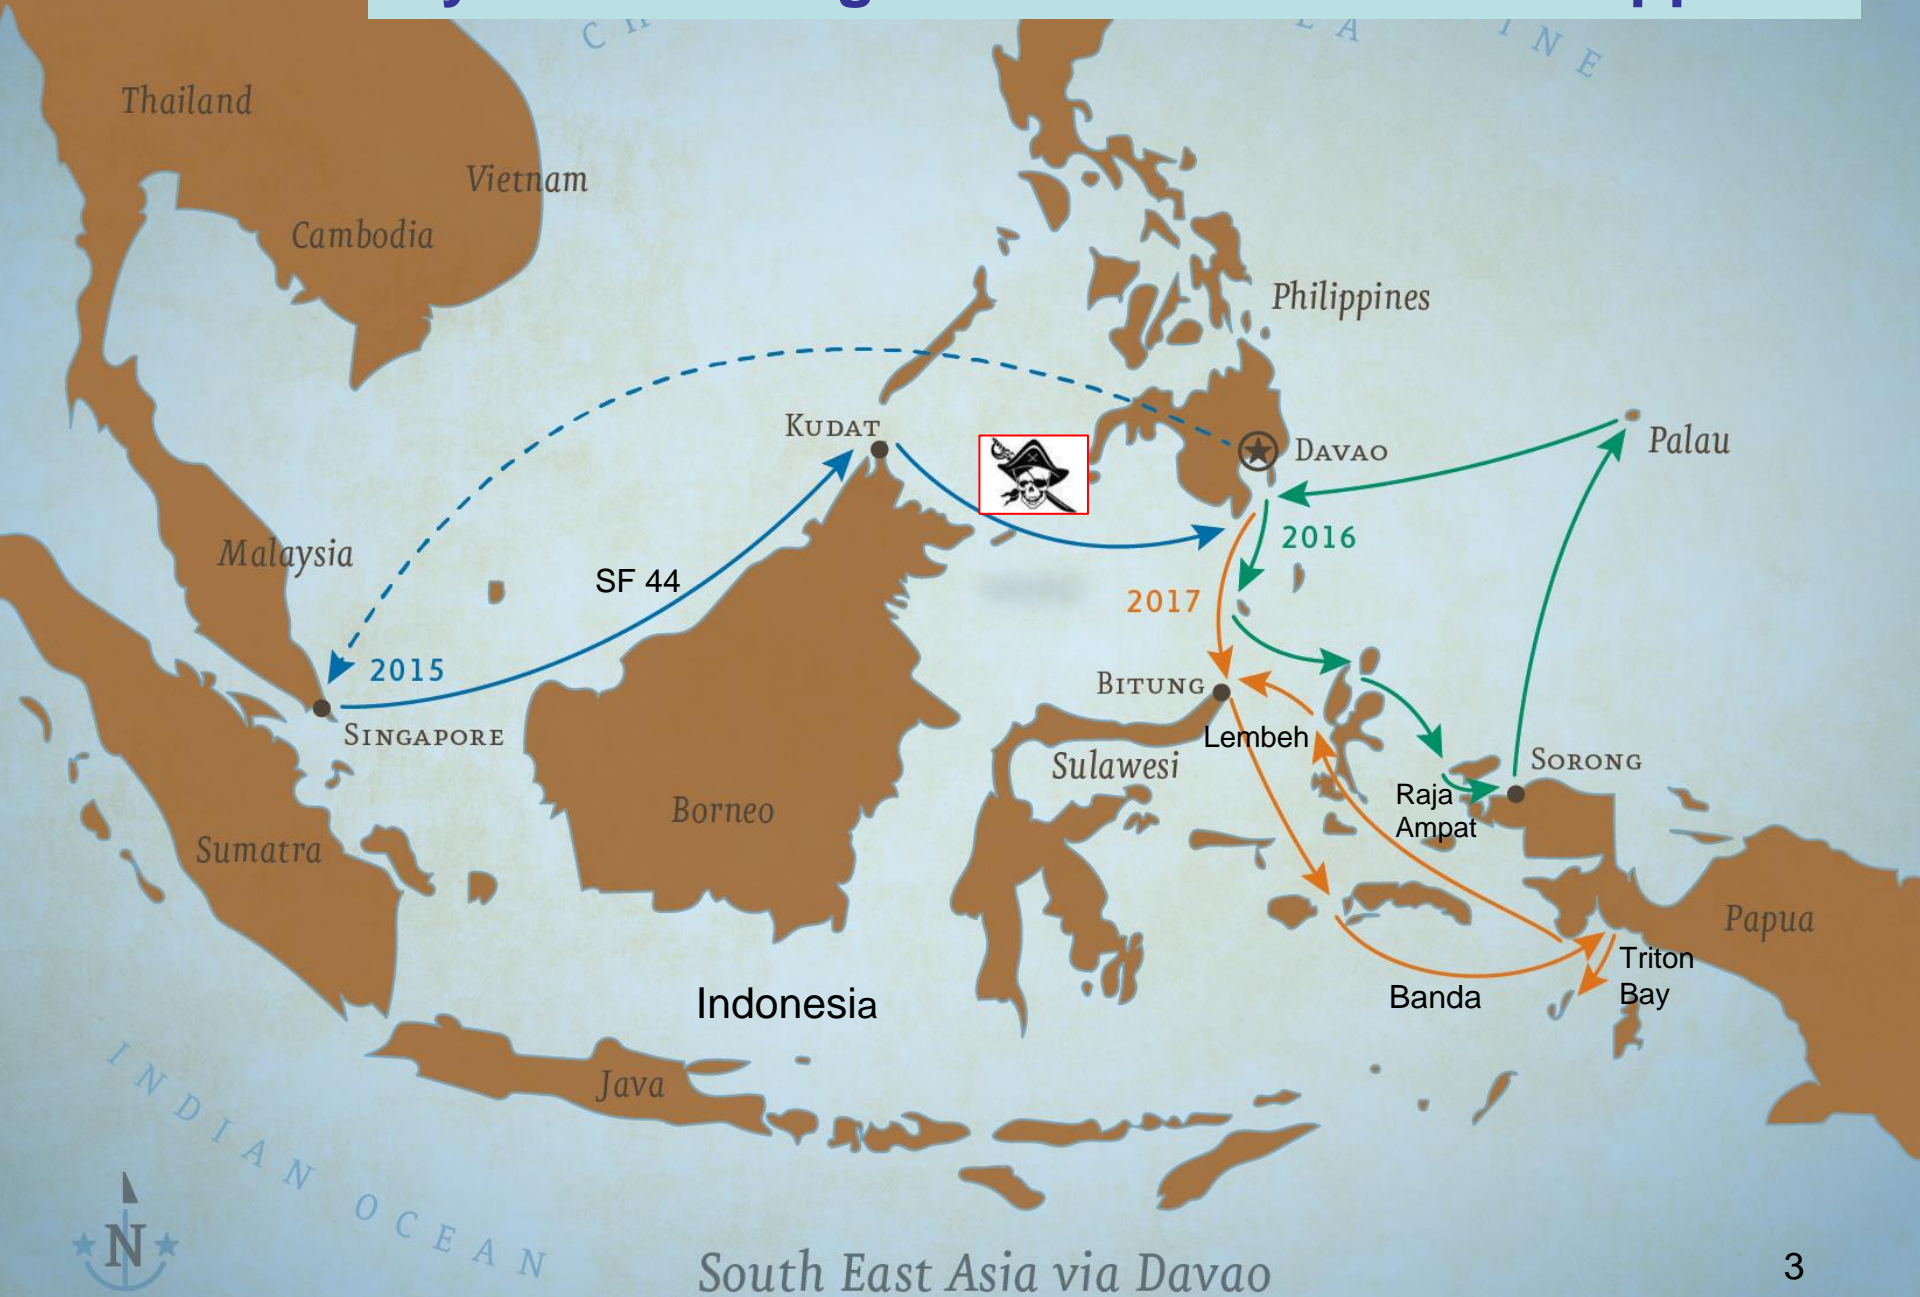 Thailand
Vietnam
Cambodia
Philippines
KUDAT
DAVAO
Palau
2016
Malaysia
SF 44
2017
2015
BITUNG
SINGAPORE
Lembeh
SORONG
Sulawesi
Raja
Ampat
Borneo
Sumatra
Papua
Triton
Bay
Banda
Indonesia
Java
INDIAN OCEAN
N
South East Asia via Davao
3